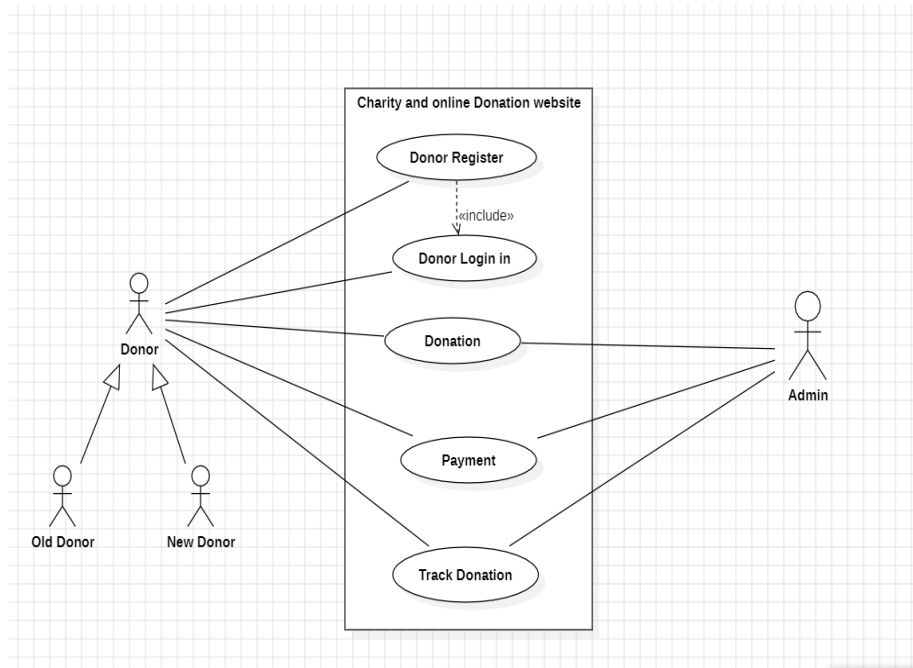 Charity and online Donation website
Donor Register
«include»
Donor Login in
Donation
Donor
Admin
Payment
Old Donor
New Donor
Track Donation